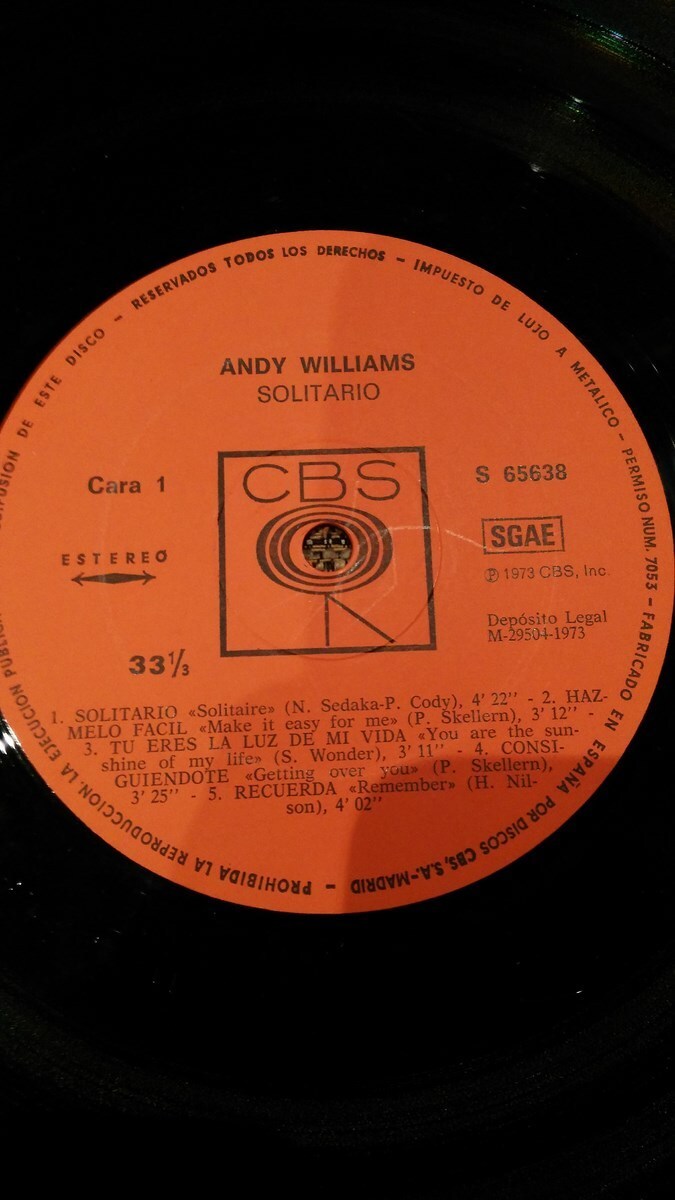 RESERVADOS TODOS LOS DERECHOS - IMPUESTO DE LUJO A METALICO - PERMISO NUM. 7053 - FABRICADO EN ESPAÑA POR DISCOS CBS, S.A.-MADRID - PROHIBIDA LA REPRODUCCION, LA EJECUCION PUBLICA DE ESTE DISCO -
ANDY WILLIAMS
SOLITARIO
Cara 1
CBS
S 65638
ESTEREO
SGAE
℗ 1973 CBS, Inc.
Depósito Legal
M-29504-1973
33⅓
1. SOLITARIO «Solitaire» (N. Sedaka-P. Cody), 4' 22'' - 2. HAZ-
MELO FACIL «Make it easy for me» (P. Skellern), 3' 12'' -
3. TU ERES LA LUZ DE MI VIDA «You are the sun-
shine of my life» (S. Wonder), 3' 11'' - 4. CONSI-
GUIENDOTE «Getting over you» (P. Skellern),
3' 25'' - 5. RECUERDA «Remember» (H. Nil-
son), 4' 02''